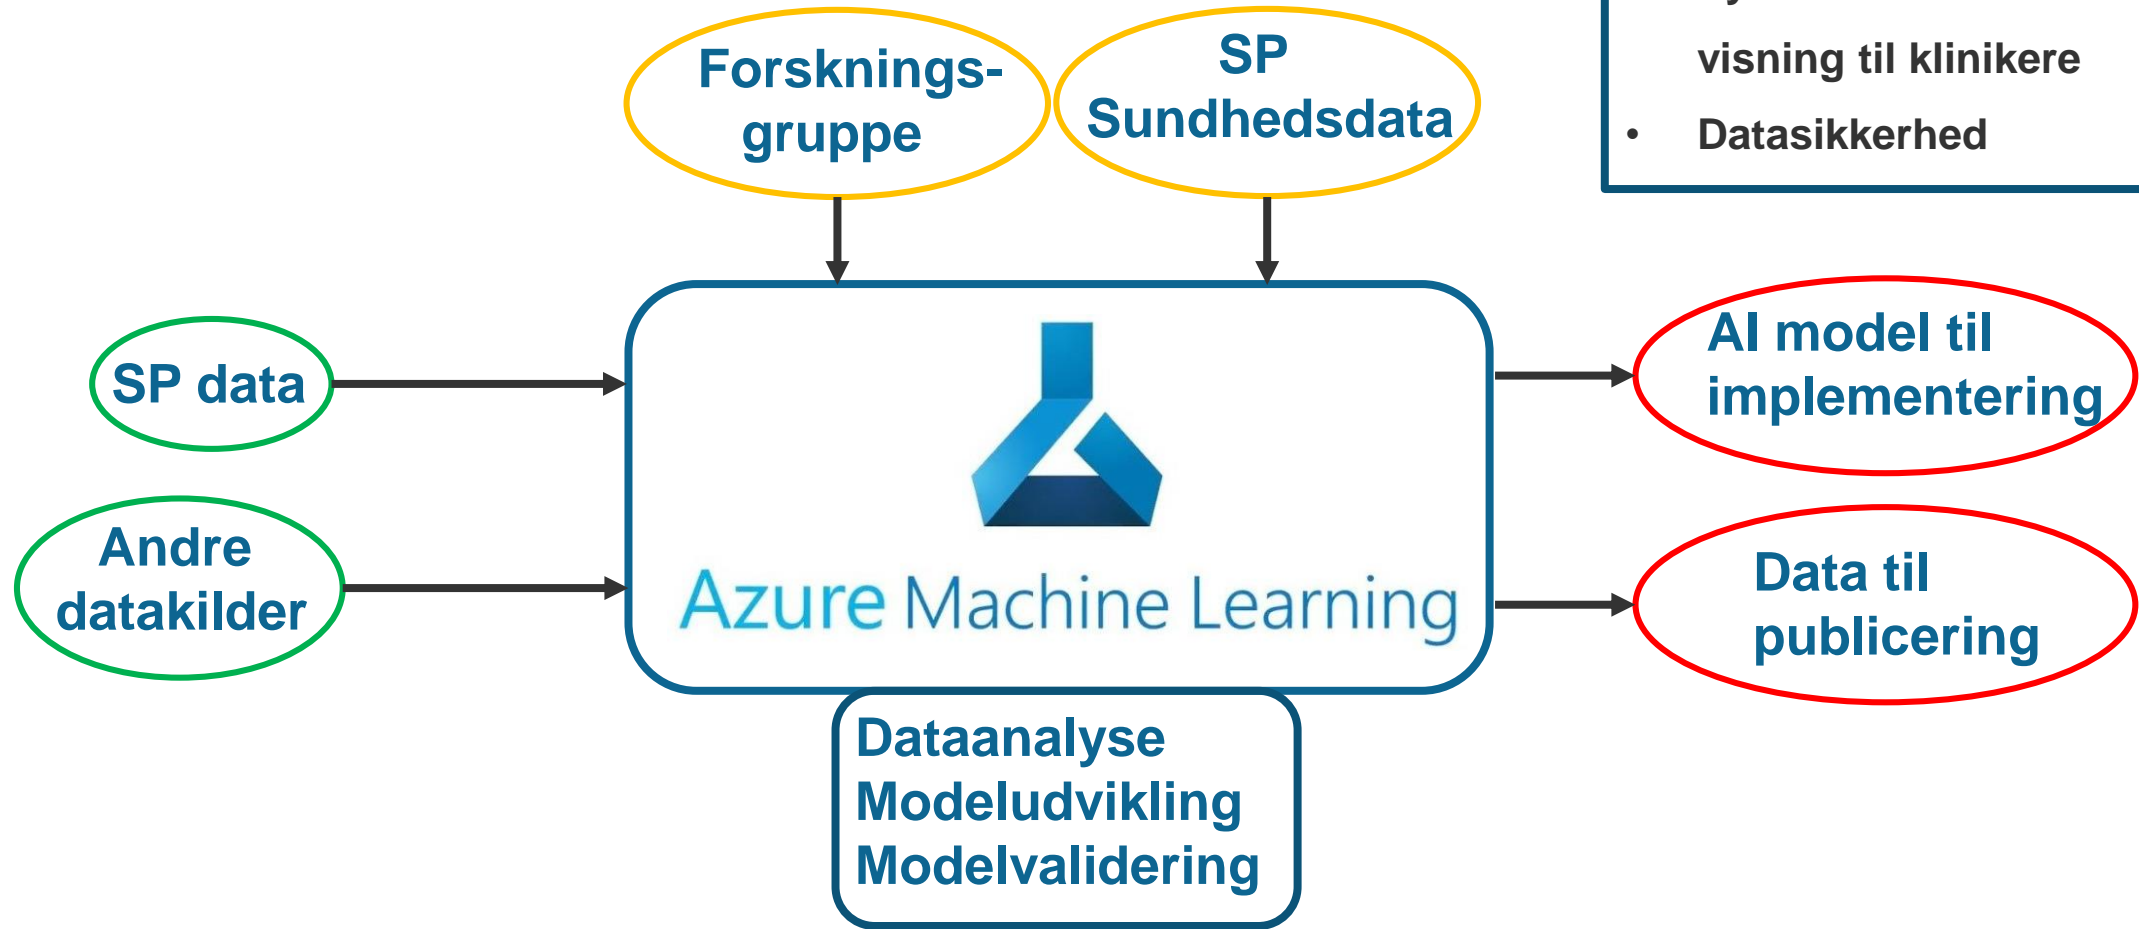 visning til klinikere
• Datasikkerhed
Forsknings-
gruppe
SP
Sundhedsdata
SP data
Andre
datakilder
Azure Machine Learning
AI model til
implementering
Data til
publicering
Dataanalyse
Modeludvikling
Modelvalidering